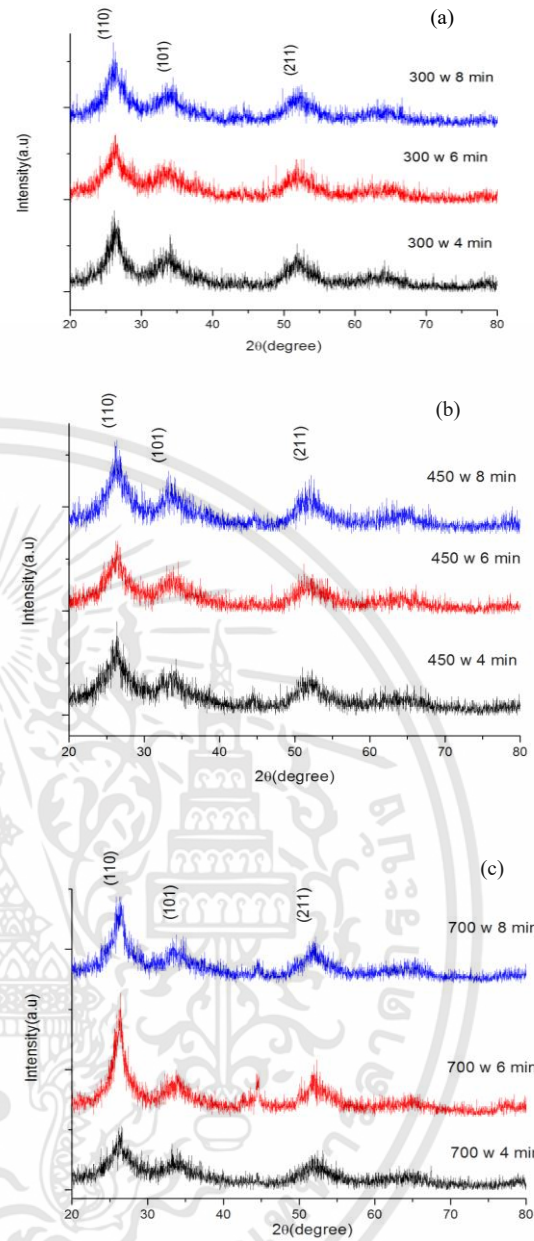 (a)
(110)
(101)
(211)
300 w 8 min
300 w 6 min
300 w 4 min
Intensity(a.u)
20 30 40 50 60 70 80
2θ(degree)
(b)
(110)
(101)
(211)
450 w 8 min
450 w 6 min
450 w 4 min
Intensity(a.u)
20 30 40 50 60 70 80
2θ(degree)
(c)
(110)
(101)
(211)
700 w 8 min
700 w 6 min
700 w 4 min
Intensity(a.u)
20 30 40 50 60 70 80
2θ(degree)